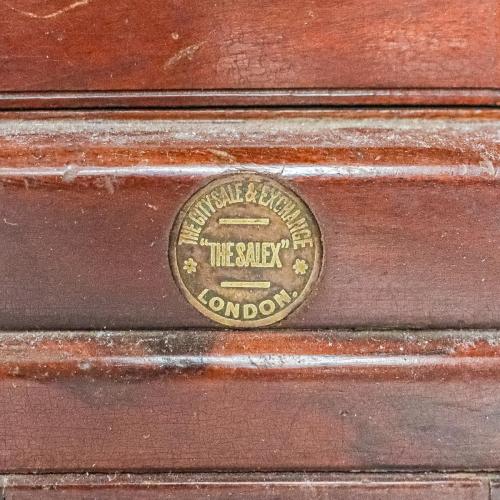 THE CITY SALE & EXCHANGE
"THE SALEX"
LONDON.